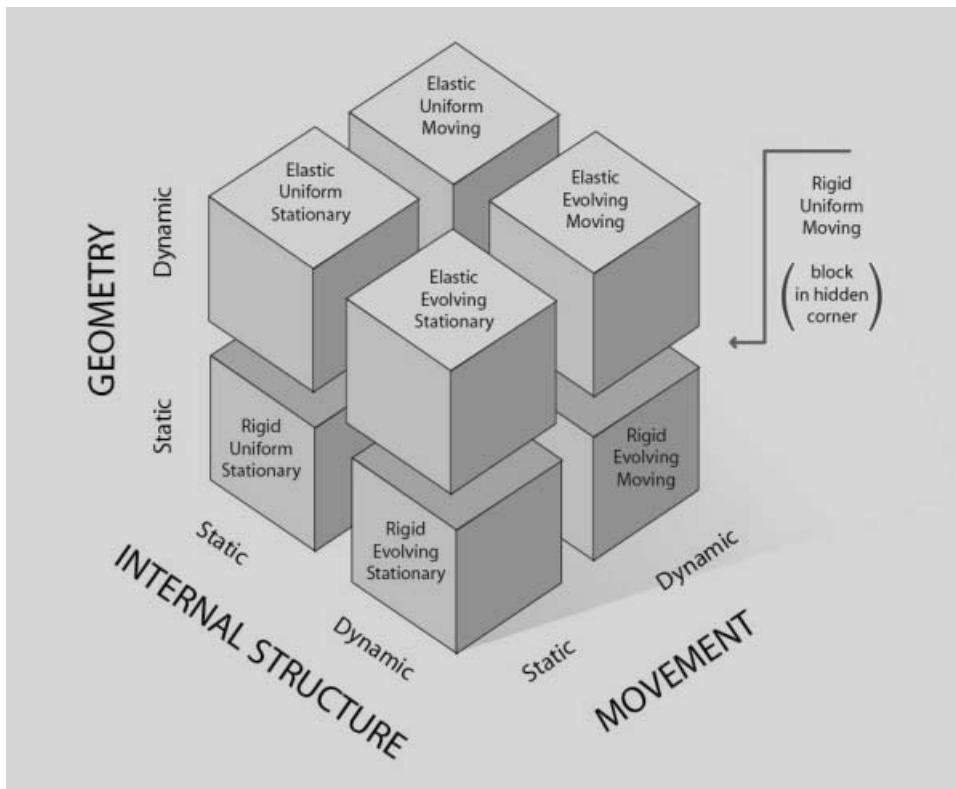 Elastic
Uniform
Moving
Elastic
Uniform
Stationary
Elastic
Evolving
Moving
Elastic
Evolving
Stationary
Rigid
Uniform
Moving
(block
in hidden
corner)
GEOMETRY
Dynamic
Static
Rigid
Uniform
Stationary
Rigid
Evolving
Moving
Rigid
Evolving
Stationary
Static
Dynamic
INTERNAL STRUCTURE
Static
Dynamic
MOVEMENT